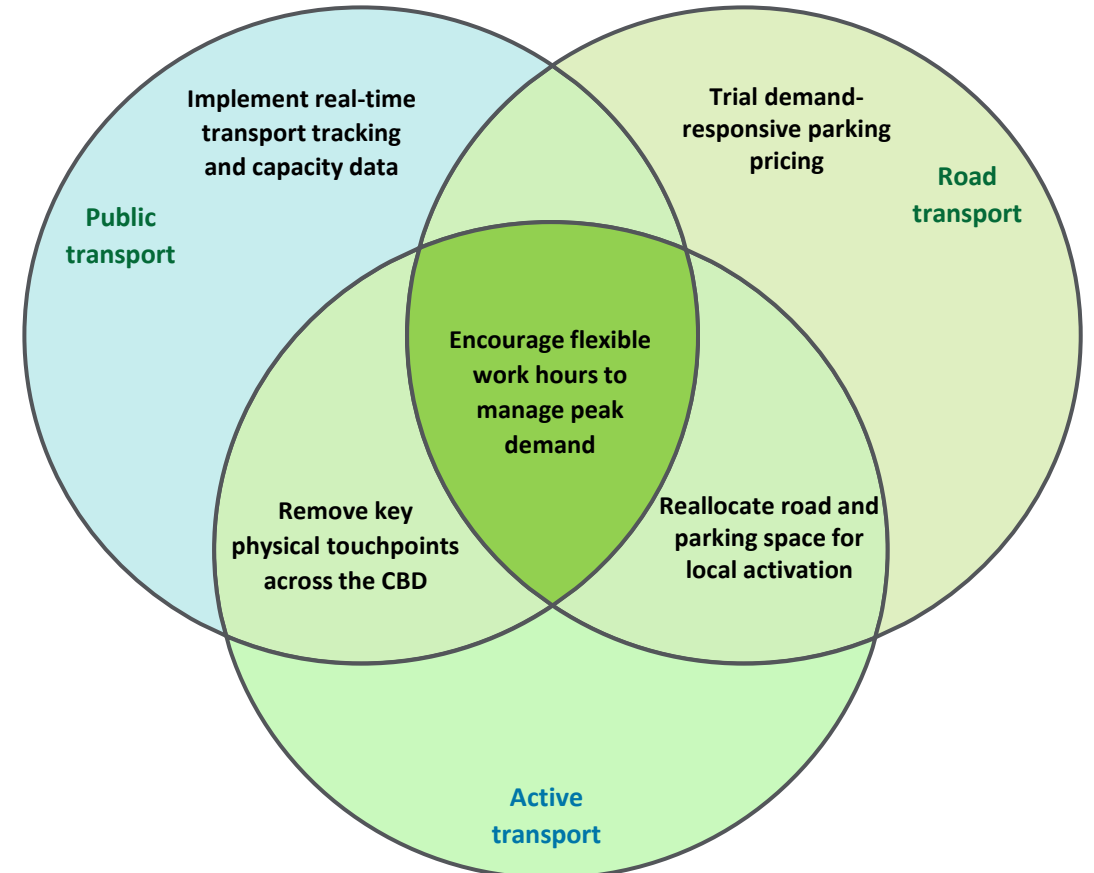 Implement real-time
transport tracking
and capacity data
Trial demand-
responsive parking
pricing
Public
transport
Road
transport
Encourage flexible
work hours to
manage peak
demand
Remove key
physical touchpoints
across the CBD
Reallocate road and
parking space for
local activation
Active
transport